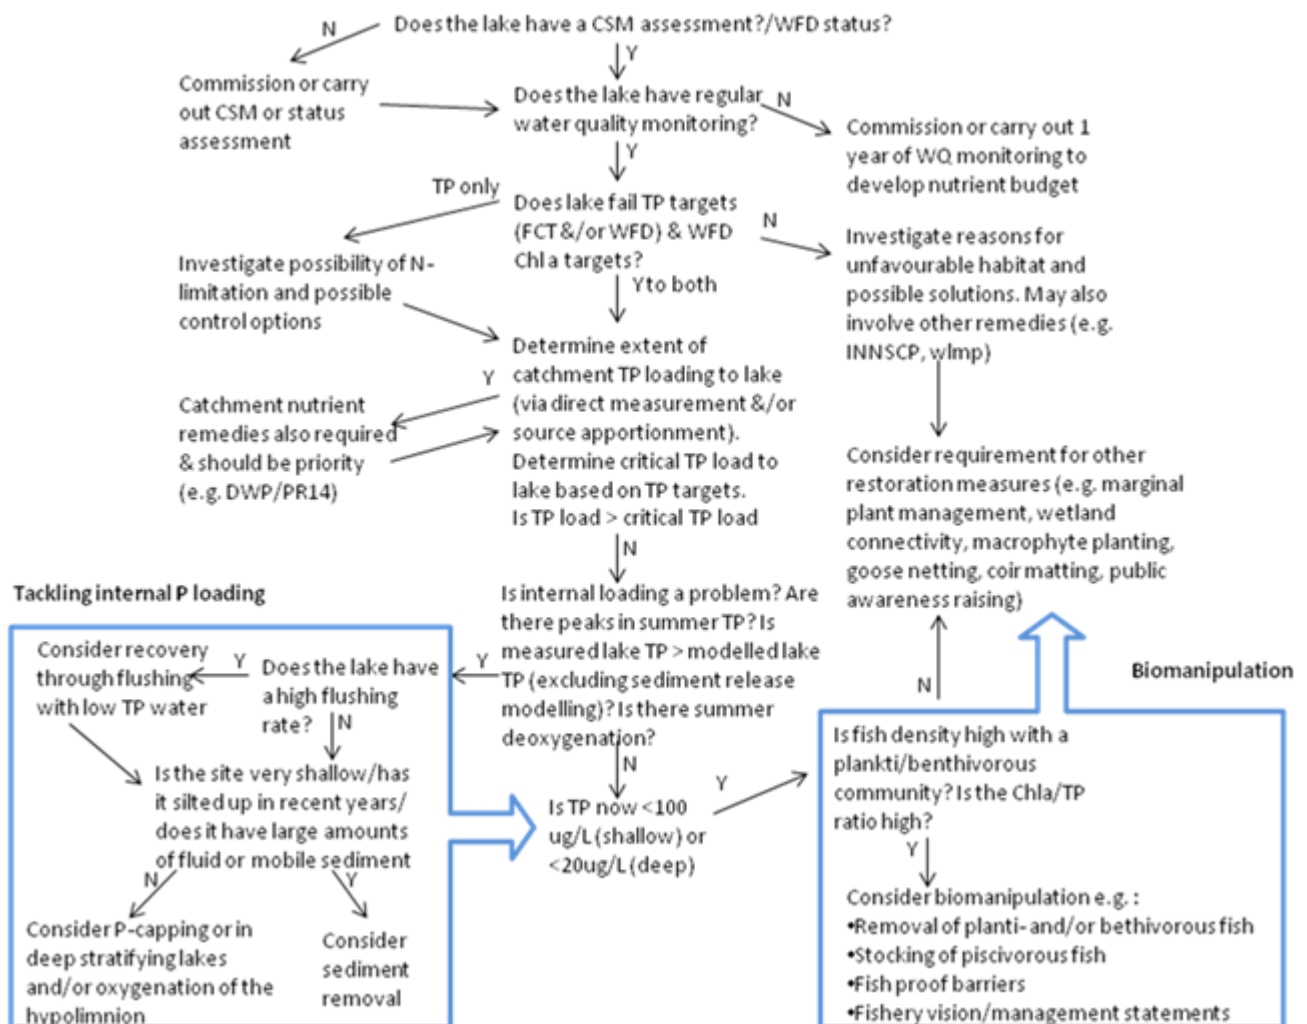 Does the lake have a CSM assessment?/WFD status?
N
Y
Commission or carry
out CSM or status
assessment
Does the lake have regular
water quality monitoring?
N
Y
Commission or carry out 1
year of WQ monitoring to
develop nutrient budget
TP only
Does lake fail TP targets
(FCT &/or WFD) & WFD
Chl a targets?
N
Y to both
Investigate possibility of N-
limitation and possible
control options
Investigate reasons for
unfavourable habitat and
possible solutions. May also
involve other remedies (e.g.
INNSCP, wlmp)
Determine extent of
catchment TP loading to lake
(via direct measurement &/or
source apportionment).
Determine critical TP load to
lake based on TP targets.
Is TP load > critical TP load
Y
N
Catchment nutrient
remedies also required
& should be priority
(e.g. DWP/PR14)
Consider requirement for other
restoration measures (e.g. marginal
plant management, wetland
connectivity, macrophyte planting,
goose netting, coir matting, public
awareness raising)
Is internal loading a problem? Are
there peaks in summer TP? Is
measured lake TP > modelled lake
TP (excluding sediment release
modelling)? Is there summer
deoxygenation?
Y
N
Tackling internal P loading
Does the lake have
a high flushing
rate?
Y
N
Consider recovery
through flushing
with low TP water
Is the site very shallow/has
it silted up in recent years/
does it have large amounts
of fluid or mobile sediment
N
Y
Consider P-capping or in
deep stratifying lakes
and/or oxygenation of the
hypolimnion
Consider
sediment
removal
Is TP now <100
ug/L (shallow) or
<20ug/L (deep)
Y
Biomanipulation
N
Is fish density high with a
plankti/benthivorous
community? Is the Chla/TP
ratio high?
Y
Consider biomanipulation e.g. :
•Removal of planti- and/or bethivorous fish
•Stocking of piscivorous fish
•Fish proof barriers
•Fishery vision/management statements